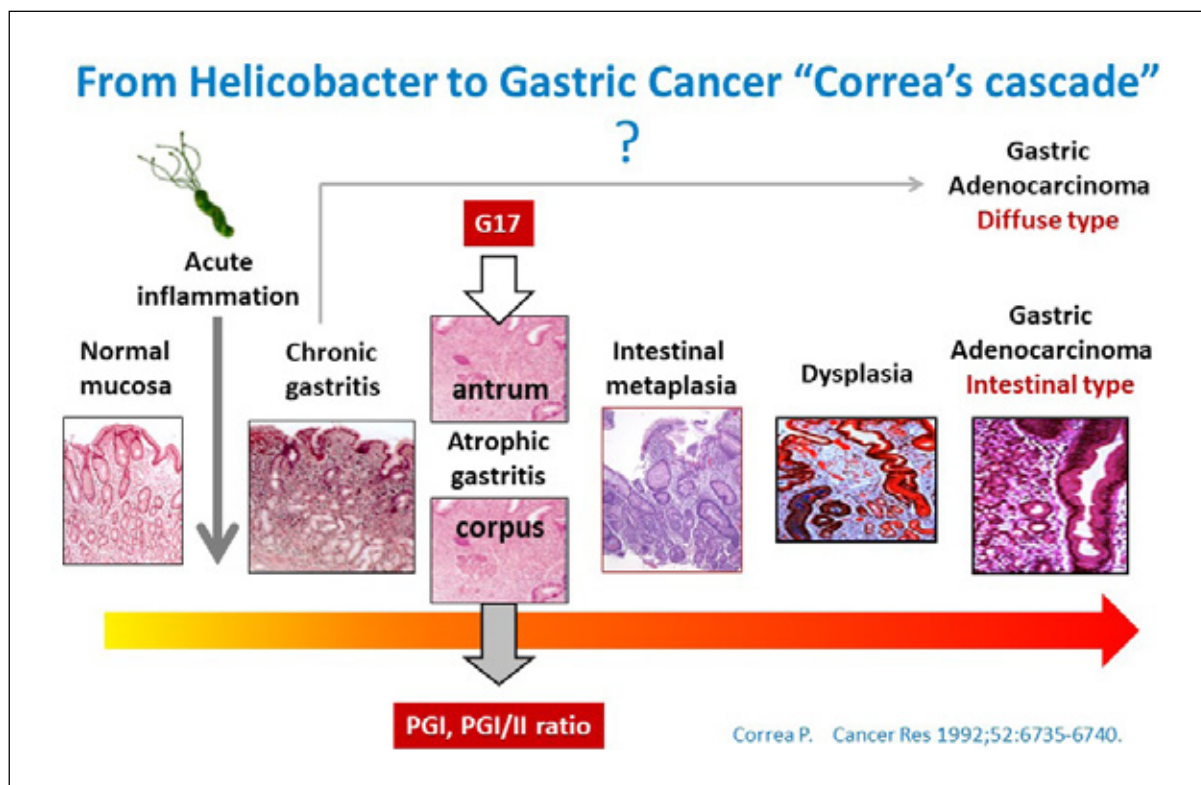 From Helicobacter to Gastric Cancer “Correa’s cascade”
?
Gastric
Adenocarcinoma
Diffuse type
G17
Acute
inflammation
Normal
mucosa
Chronic
gastritis
antrum
Atrophic
gastritis
corpus
Intestinal
metaplasia
Dysplasia
Gastric
Adenocarcinoma
Intestinal type
PGI, PGI/II ratio
Correa P. Cancer Res 1992;52:6735-6740.